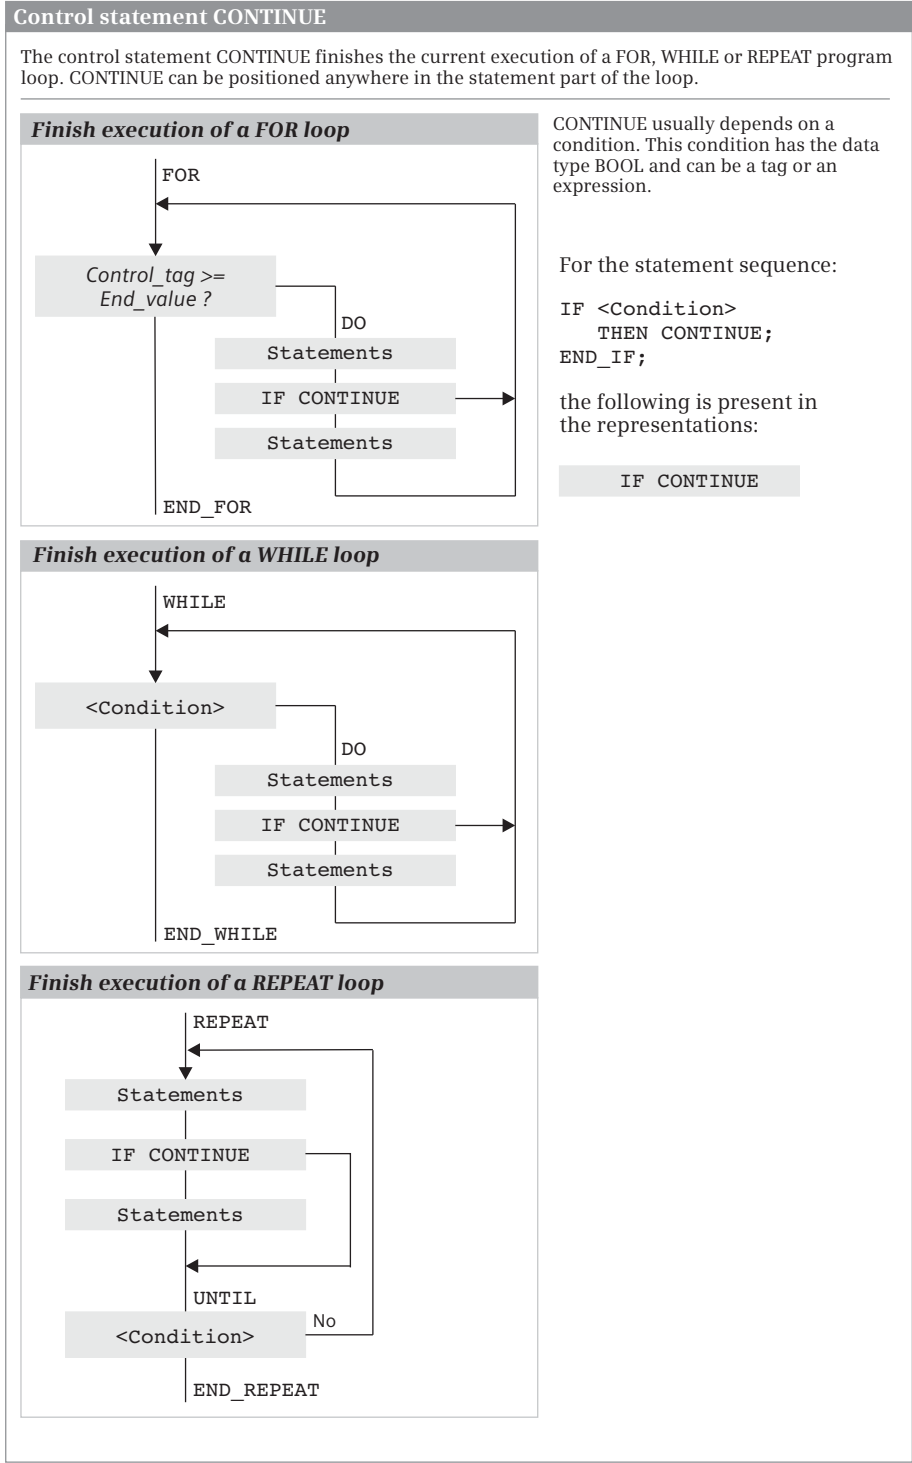 Control statement CONTINUE
The control statement CONTINUE finishes the current execution of a FOR, WHILE or REPEAT program
loop. CONTINUE can be positioned anywhere in the statement part of the loop.
Finish execution of a FOR loop
FOR
Control_tag >=
End_value ?
DO
Statements
IF CONTINUE
Statements
END_FOR
CONTINUE usually depends on a
condition. This condition has the data
type BOOL and can be a tag or an
expression.
For the statement sequence:
IF <Condition>
THEN CONTINUE;
END_IF;
the following is present in
the representations:
IF CONTINUE
Finish execution of a WHILE loop
WHILE
<Condition>
DO
Statements
IF CONTINUE
Statements
END_WHILE
Finish execution of a REPEAT loop
REPEAT
Statements
IF CONTINUE
Statements
UNTIL
<Condition>
No
END_REPEAT